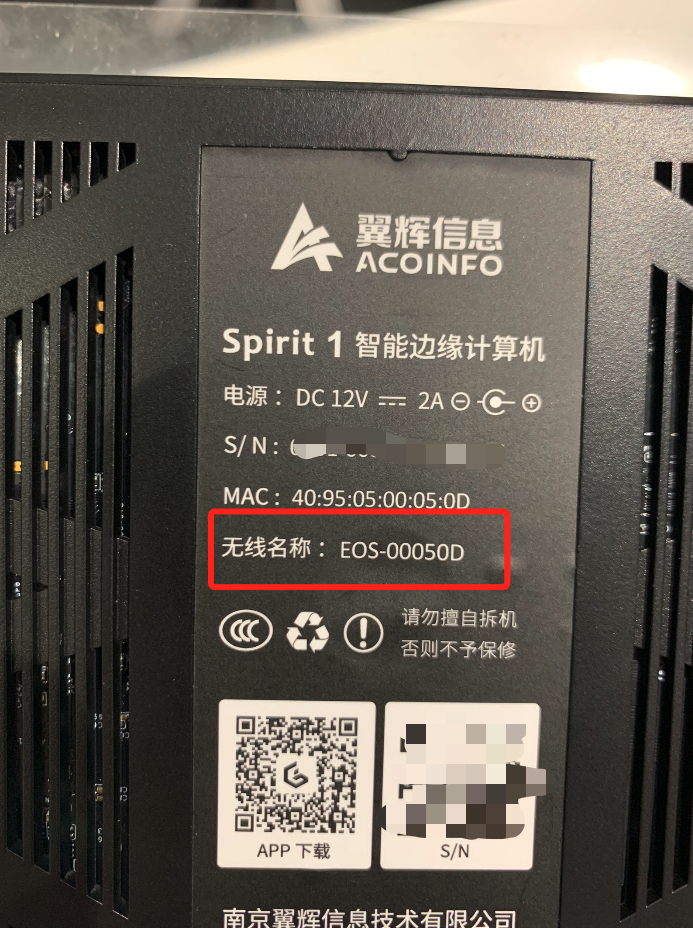 翼辉信息
ACOINFO
Spirit 1 智能边缘计算机
电源： DC 12V 2A
S/N：
MAC：40:95:05:00:05:0D
无线名称： EOS-00050D
请勿擅自拆机
否则不予保修
APP 下载
S/N
南京翼辉信息技术有限公司